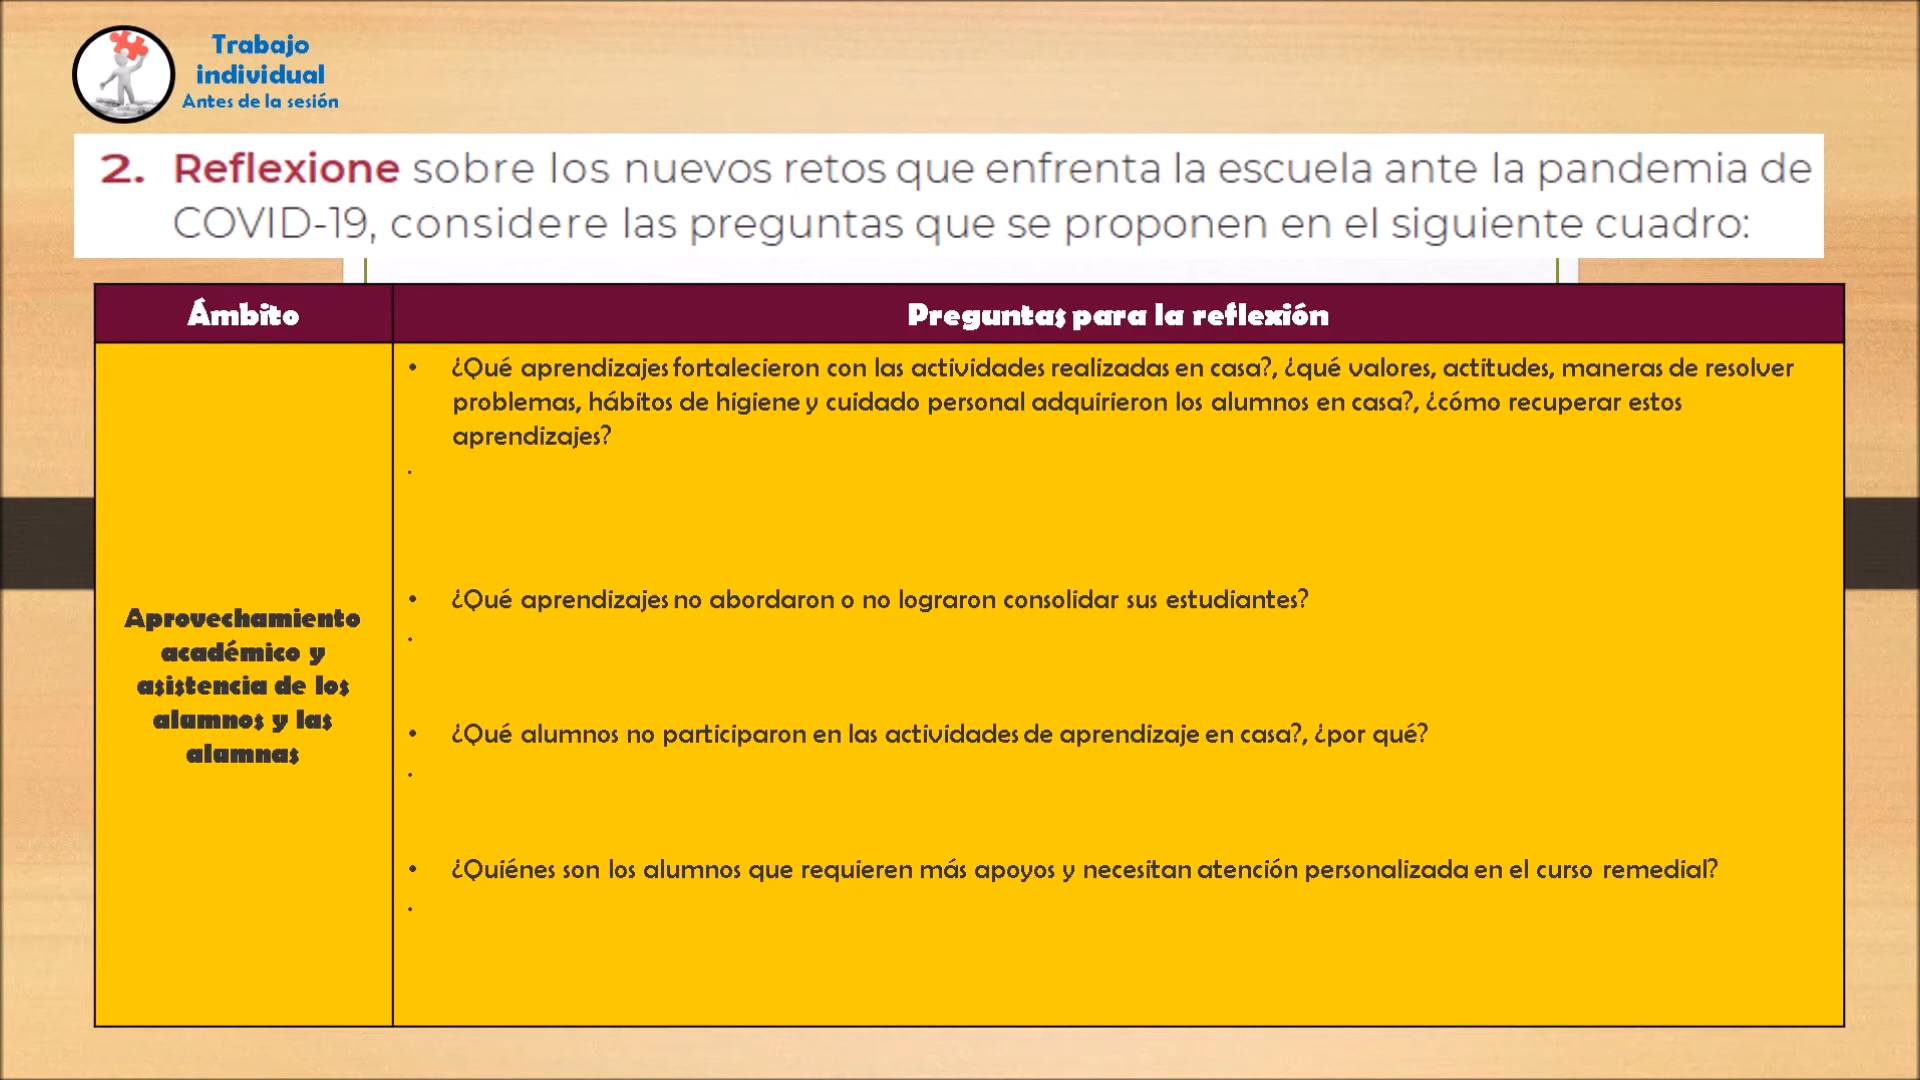 Trabajo
individual
Antes de la sesión
2. Reflexione sobre los nuevos retos que enfrenta la escuela ante la pandemia de
COVID-19, considere las preguntas que se proponen en el siguiente cuadro:
Ámbito
Preguntas para la reflexión
Aprovechamiento
académico y
asistencia de los
alumnos y las
alumnas
• ¿Qué aprendizajes fortalecieron con las actividades realizadas en casa?, ¿qué valores, actitudes, maneras de resolver
problemas, hábitos de higiene y cuidado personal adquirieron los alumnos en casa?, ¿cómo recuperar estos
aprendizajes?
•
• ¿Qué aprendizajes no abordaron o no lograron consolidar sus estudiantes?
•
• ¿Qué alumnos no participaron en las actividades de aprendizaje en casa?, ¿por qué?
•
• ¿Quiénes son los alumnos que requieren más apoyos y necesitan atención personalizada en el curso remedial?
•